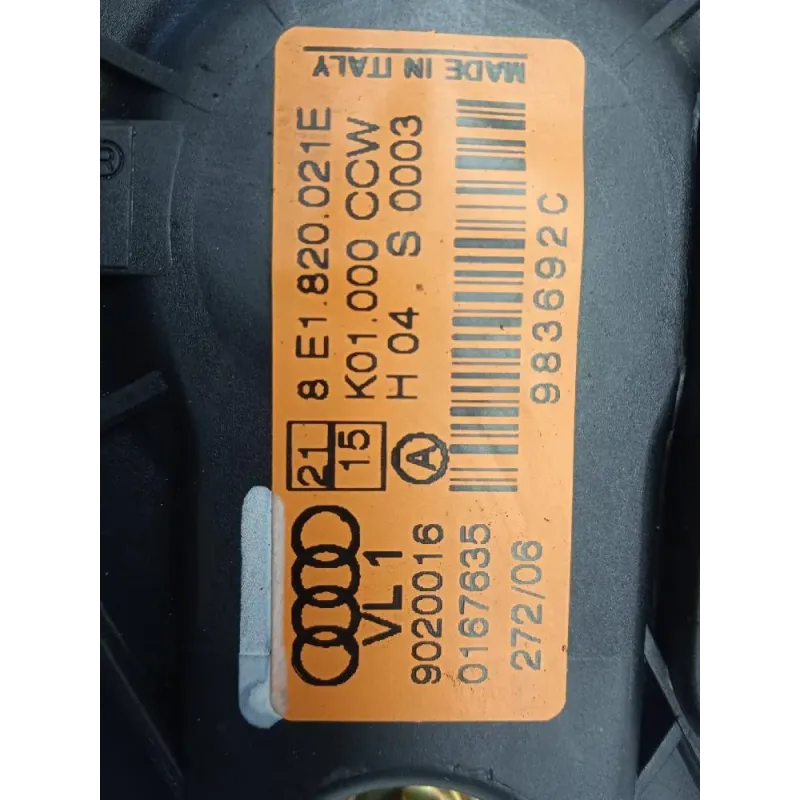 8 E1.820.021E
K01.000 CCW
H 04 S 0003
21
15
A
VL1
9020016
0167635
272/06
983692C
MADE IN ITALY
®